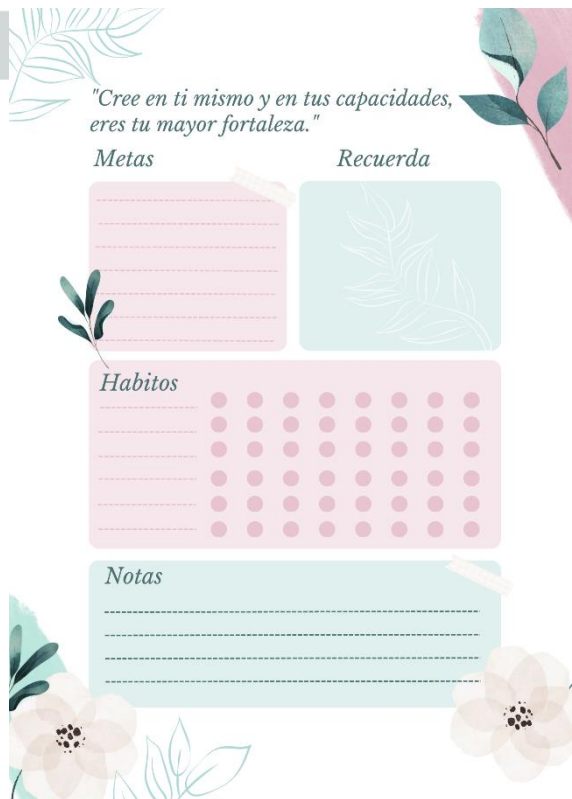 "Cree en ti mismo y en tus capacidades,
eres tu mayor fortaleza."
Metas
Recuerda
Habitos
Notas